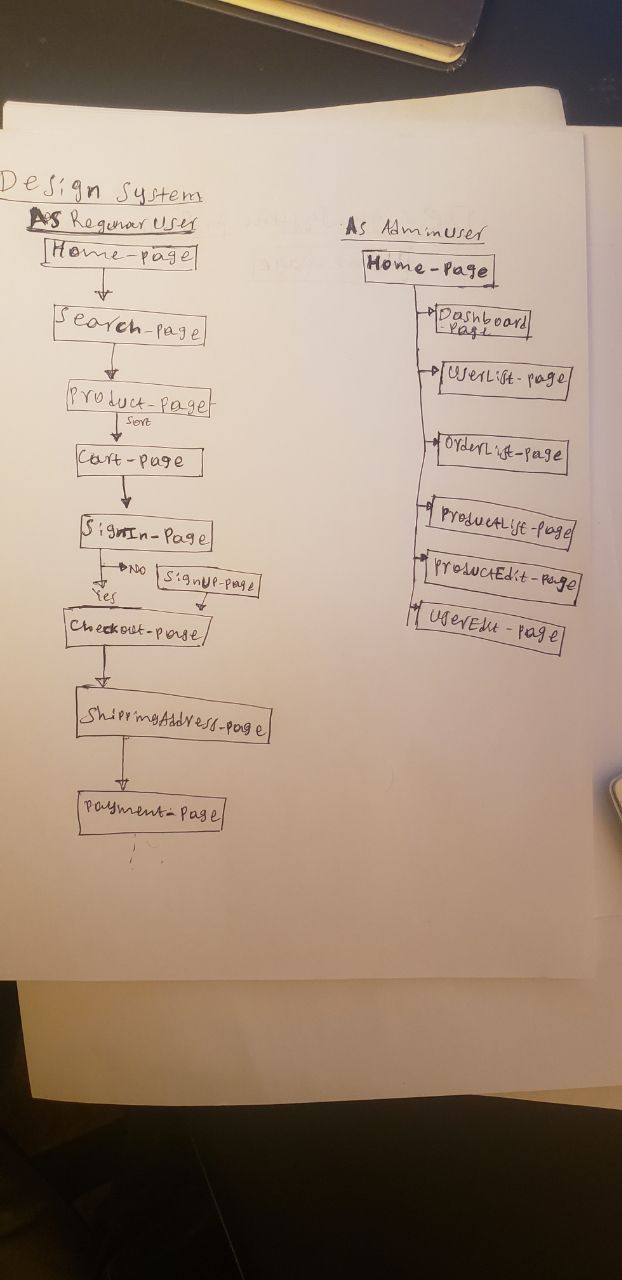 Design System
As Regular User
Home-page
Search-page
Product-page
Sort
Cart-page
SignIn-Page
No
SignUp-page
Yes
Checkout-page
ShippingAddress-page
payment-page
As Adminuser
Home-page
Dashboard
page
UserList-page
OrderList-page
ProductList-page
ProductEdit-page
UserEdit-page